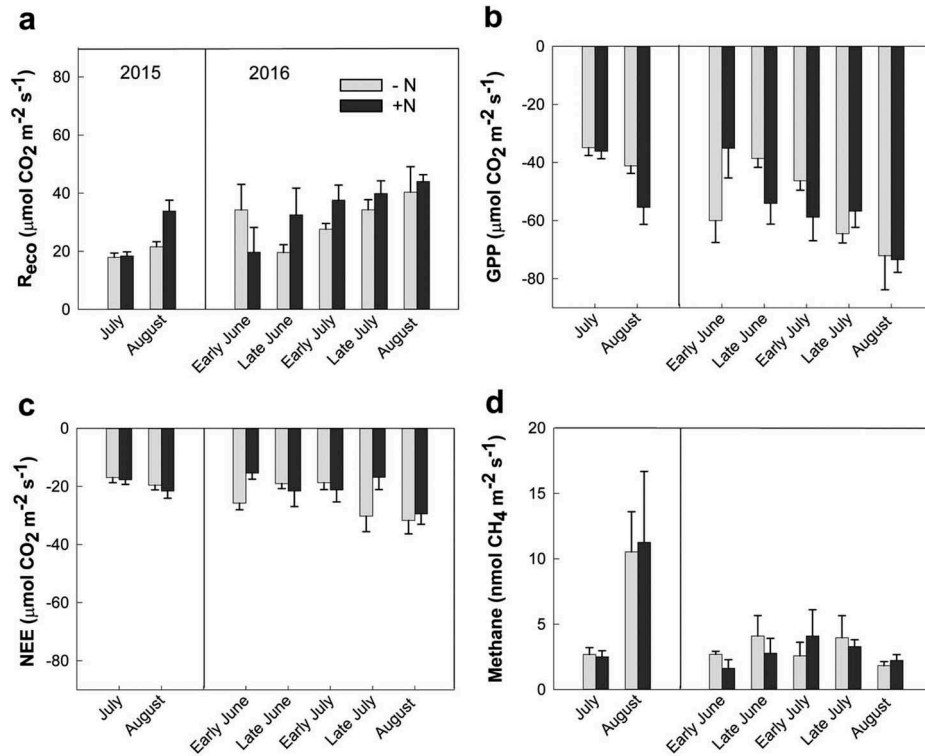 a
2015
2016
- N
+N
R_eco (μmol CO₂ m⁻² s⁻¹)
80
60
40
20
0
July
August
Early June
Late June
Early July
Late July
August
b
GPP (μmol CO₂ m⁻² s⁻¹)
0
-20
-40
-60
-80
July
August
Early June
Late June
Early July
Late July
August
c
NEE (μmol CO₂ m⁻² s⁻¹)
0
-20
-40
-60
-80
July
August
Early June
Late June
Early July
Late July
August
d
Methane (nmol CH₄ m⁻² s⁻¹)
20
15
10
5
0
July
August
Early June
Late June
Early July
Late July
August